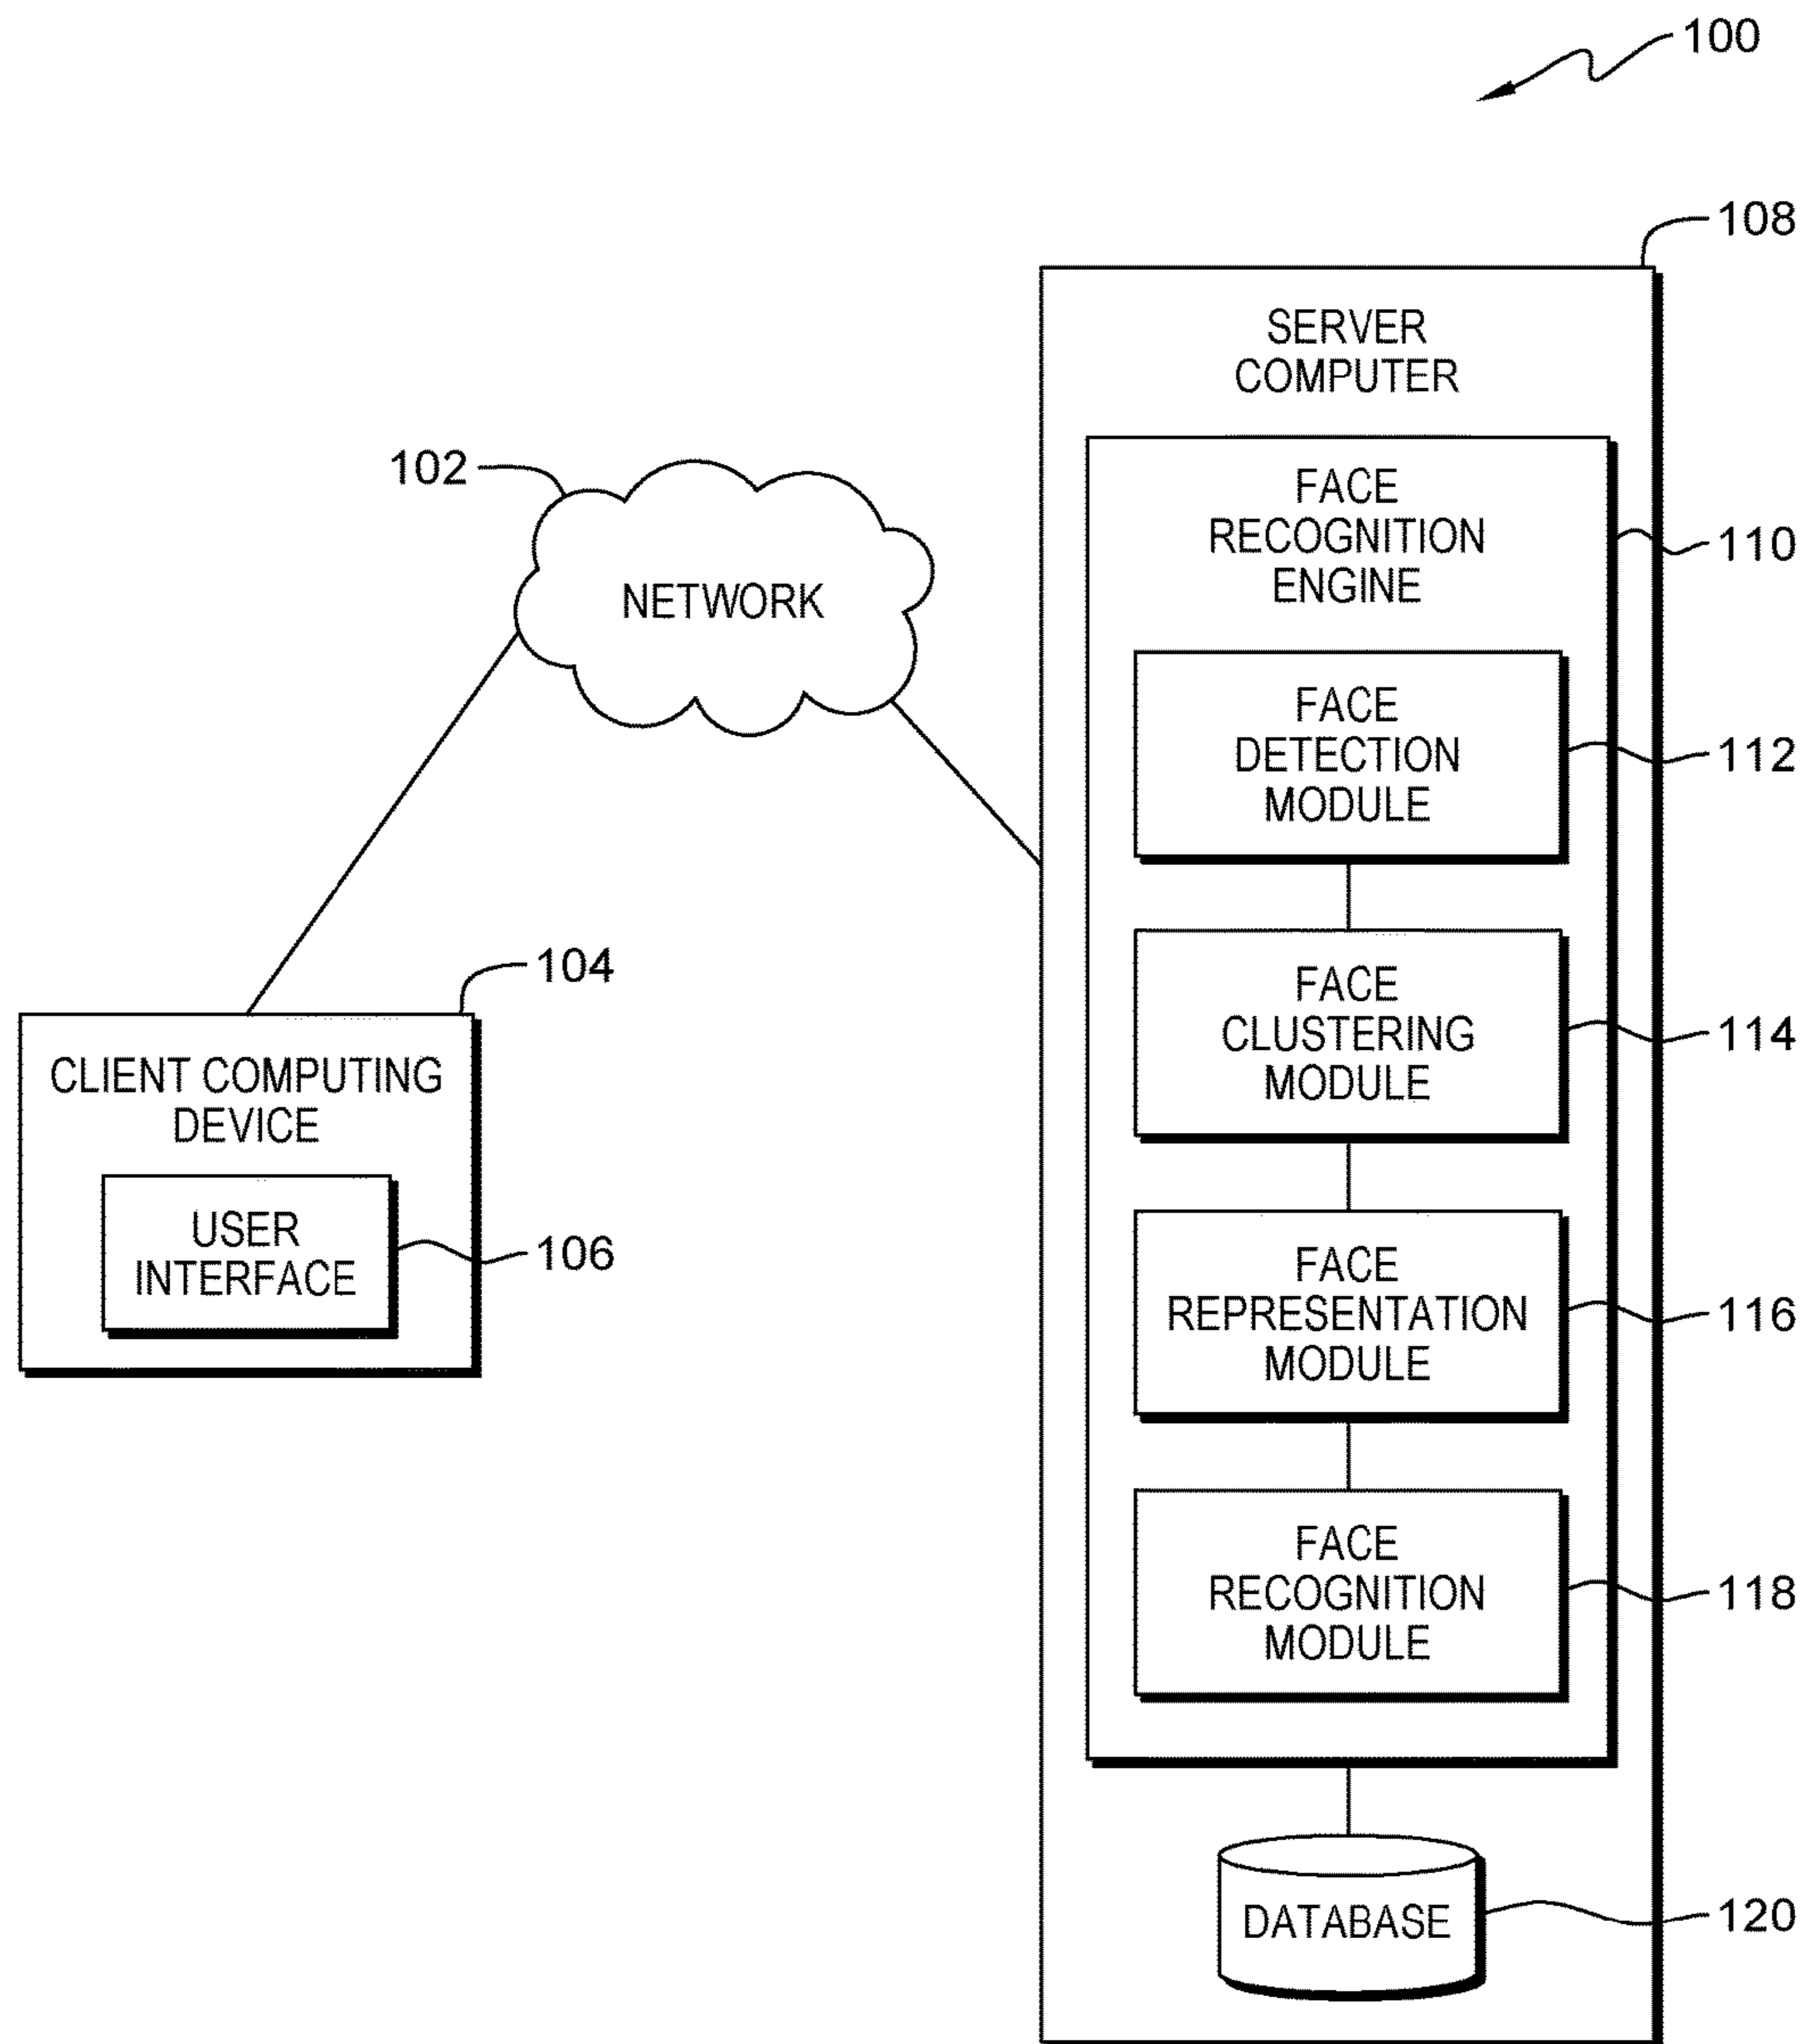 100
108
SERVER
COMPUTER
102
NETWORK
FACE
RECOGNITION
ENGINE
110
FACE
DETECTION
MODULE
112
FACE
CLUSTERING
MODULE
114
104
CLIENT COMPUTING
DEVICE
USER
INTERFACE
106
FACE
REPRESENTATION
MODULE
116
FACE
RECOGNITION
MODULE
118
DATABASE
120